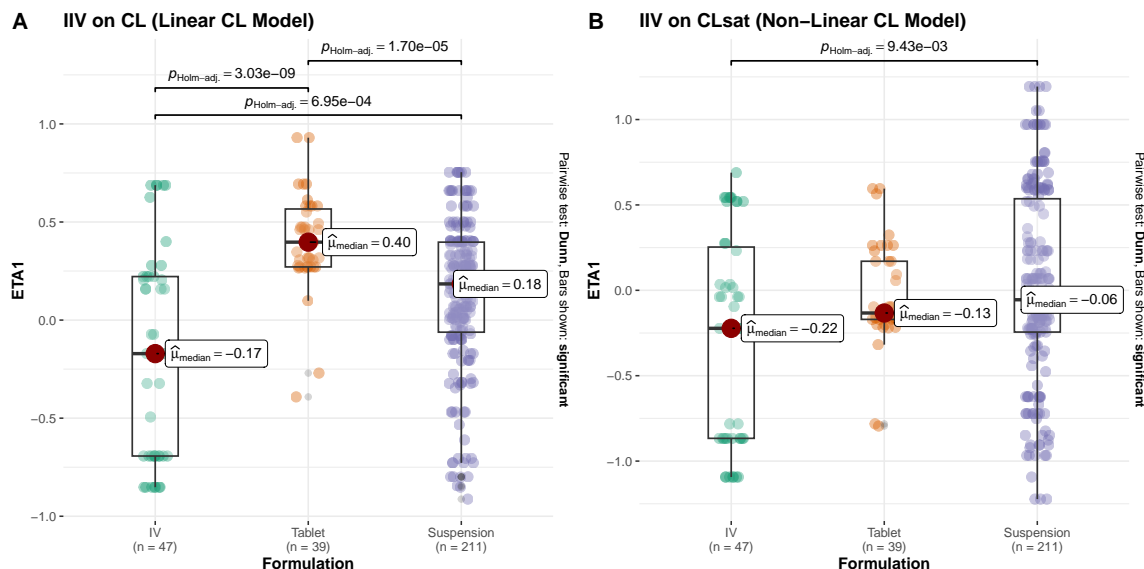 A
IIV on CL (Linear CL Model)
p Holm−adj. = 1.70e−05
p Holm−adj. = 3.03e−09
p Holm−adj. = 6.95e−04
1.0
0.5
0.0
−0.5
−1.0
ETA1
μ̂ median = −0.17
μ̂ median = 0.40
μ̂ median = 0.18
IV
(n = 47)
Tablet
(n = 39)
Suspension
(n = 211)
Formulation
Pairwise test: Dunn, Bars shown: significant
B
IIV on CLsat (Non−Linear CL Model)
p Holm−adj. = 9.43e−03
1.0
0.5
0.0
−0.5
−1.0
ETA1
μ̂ median = −0.22
μ̂ median = −0.13
μ̂ median = −0.06
IV
(n = 47)
Tablet
(n = 39)
Suspension
(n = 211)
Formulation
Pairwise test: Dunn, Bars shown: significant